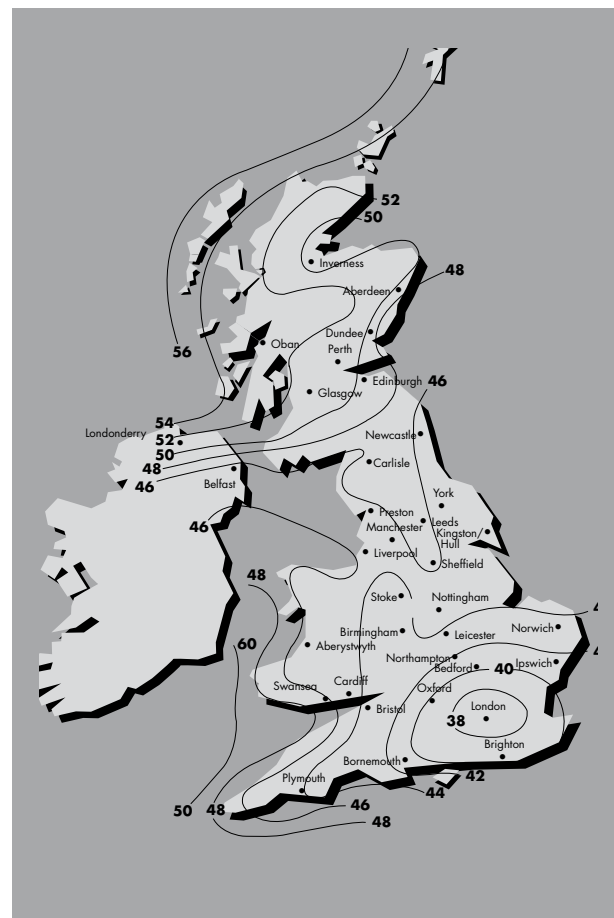 52
50
Inverness
48
Aberdeen
Dundee
Oban
Perth
56
Edinburgh
46
Glasgow
54
Londonderry
52
Newcastle
50
48
Carlisle
46
Belfast
York
Preston
46
Leeds
Manchester
Kingston/
Hull
Liverpool
Sheffield
48
Stoke
Nottingham
Norwich
Birmingham
Leicester
60
Aberystwyth
Northampton
Bedford
Ipswich
40
Cardiff
Swansea
Oxford
Bristol
London
38
Brighton
Bornemouth
42
Plymouth
44
50
48
46
48